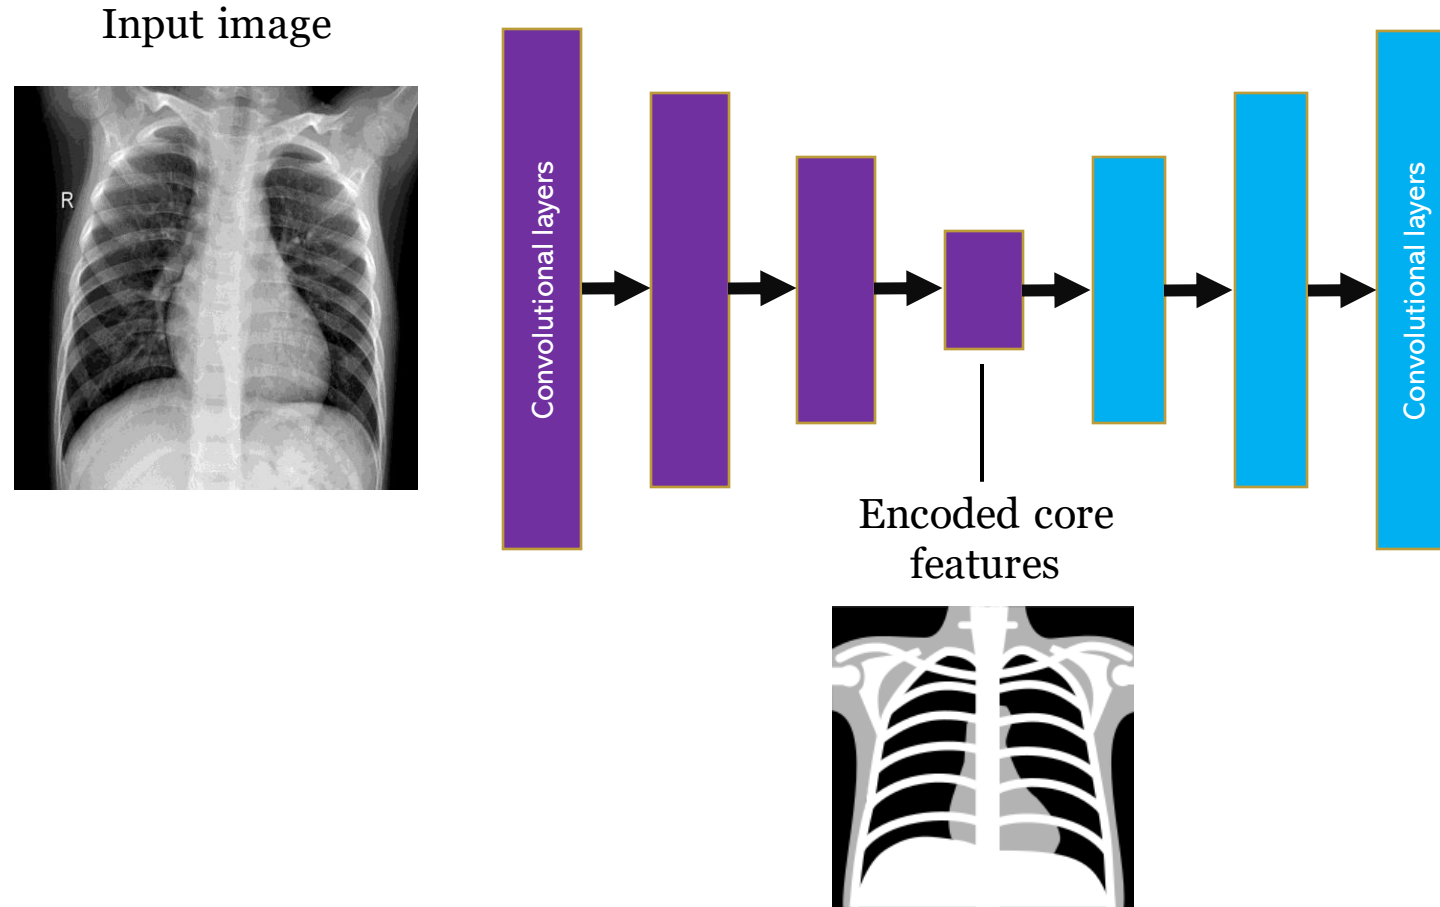 Input image
R
Convolutional layers
Convolutional layers
Encoded core
features